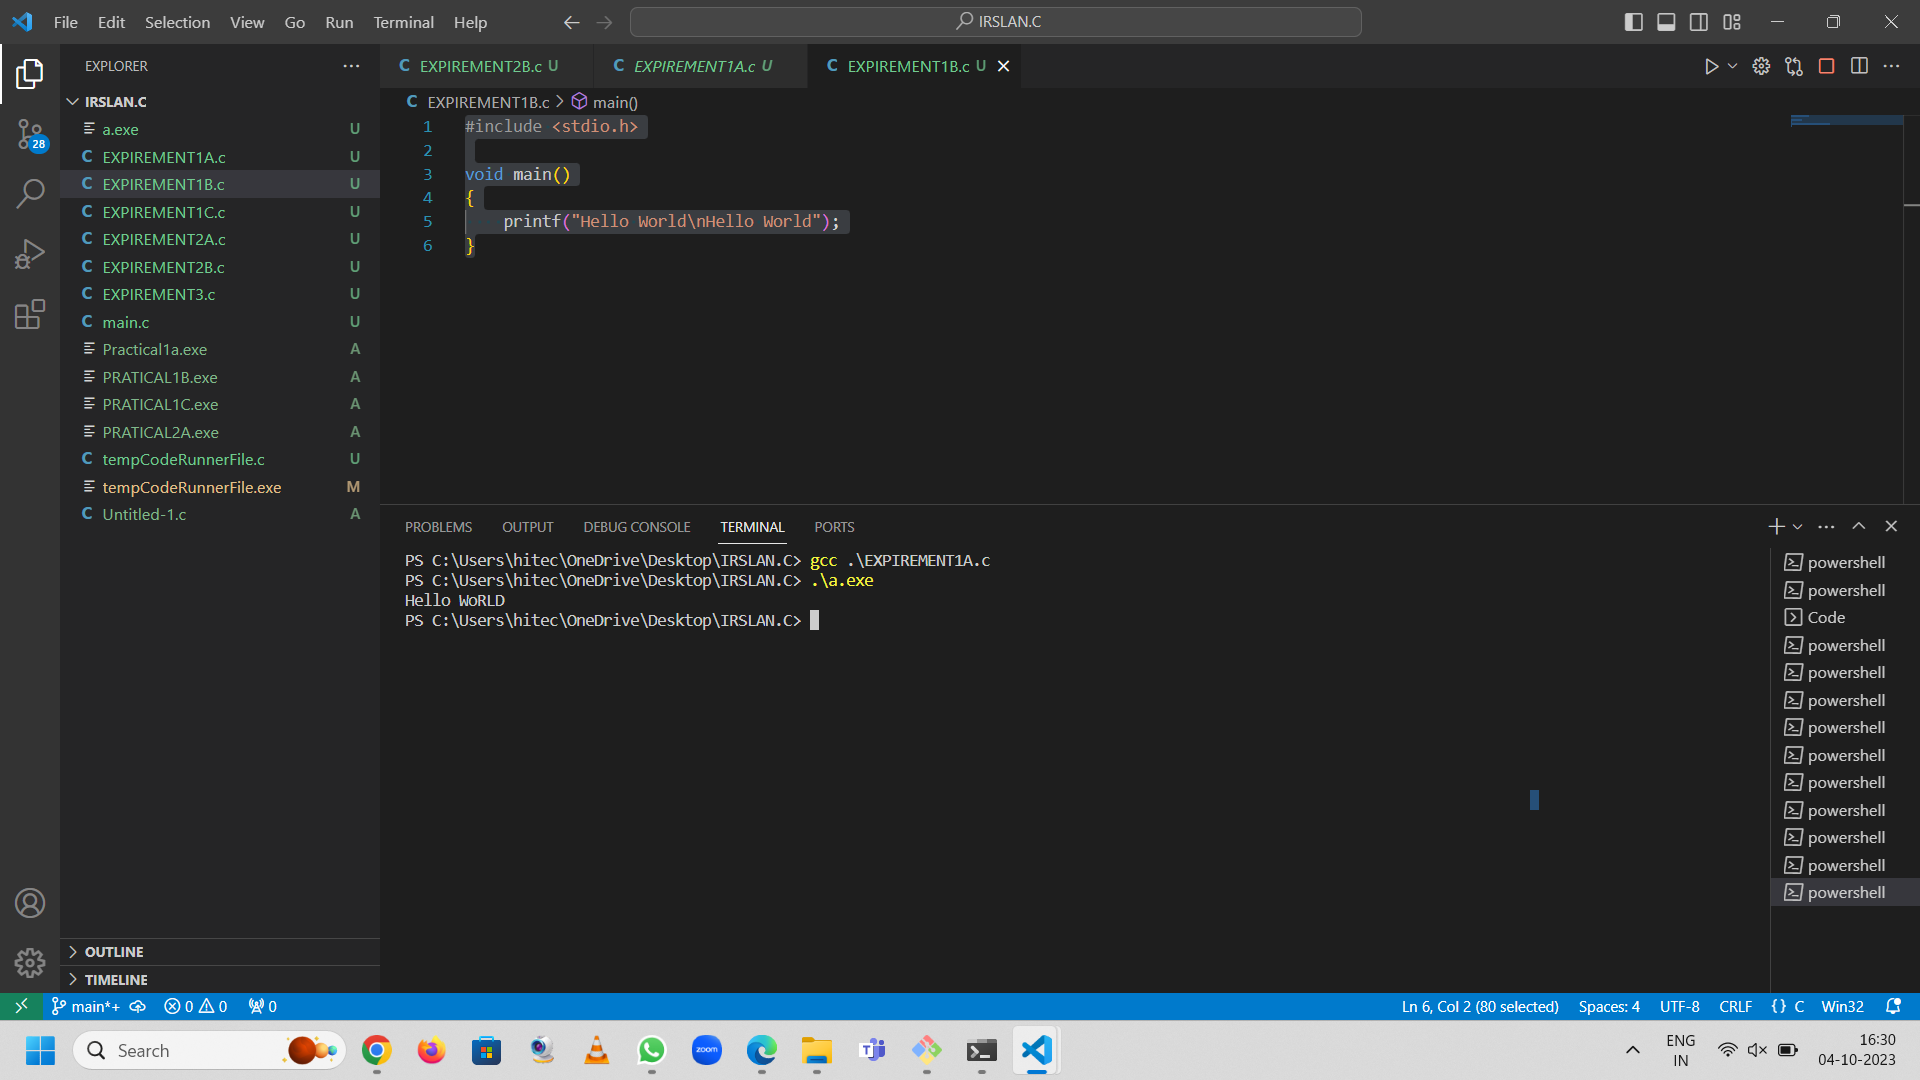 File Edit Selection View Go Run Terminal Help
IRSLAN.C
EXPLORER
IRSLAN.C
a.exe U
EXPIREMENT1A.c U
EXPIREMENT1B.c U
EXPIREMENT1C.c U
EXPIREMENT2A.c U
EXPIREMENT2B.c U
EXPIREMENT3.c U
main.c U
Practical1a.exe A
PRATICAL1B.exe A
PRATICAL1C.exe A
PRATICAL2A.exe A
tempCodeRunnerFile.c U
tempCodeRunnerFile.exe M
Untitled-1.c A
OUTLINE
TIMELINE
28
C EXPIREMENT2B.c U
C EXPIREMENT1A.c U
C EXPIREMENT1B.c U
C EXPIREMENT1B.c > main()
1 #include <stdio.h>
2
3 void main()
4 {
5 printf("Hello World\nHello World");
6 }
PROBLEMS OUTPUT DEBUG CONSOLE TERMINAL PORTS
PS C:\Users\hitec\OneDrive\Desktop\IRSLAN.C> gcc .\EXPIREMENT1A.c
PS C:\Users\hitec\OneDrive\Desktop\IRSLAN.C> .\a.exe
Hello WoRLD
PS C:\Users\hitec\OneDrive\Desktop\IRSLAN.C>
powershell
powershell
Code
powershell
powershell
powershell
powershell
powershell
powershell
powershell
powershell
powershell
powershell
main*+ 0 0 0
Ln 6, Col 2 (80 selected) Spaces: 4 UTF-8 CRLF {} C Win32
Search
zoom
ENG
IN
16:30
04-10-2023